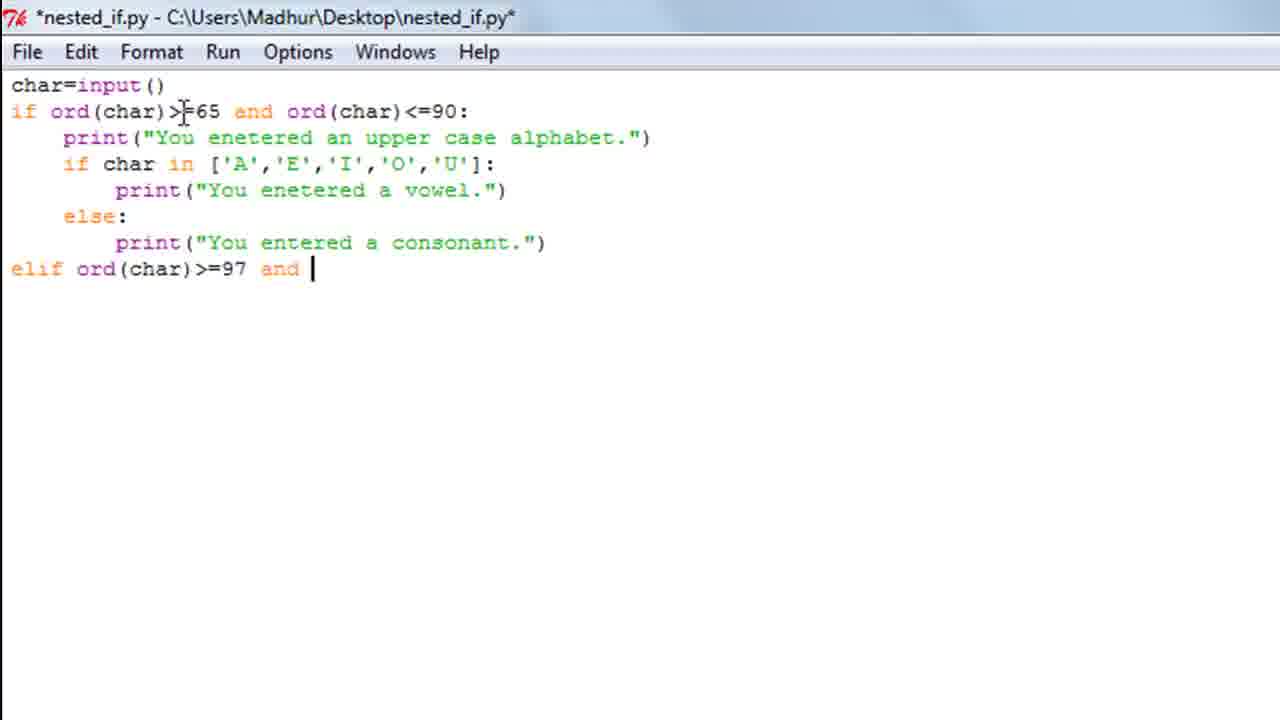 *nested_if.py - C:\Users\Madhur\Desktop\nested_if.py*
File Edit Format Run Options Windows Help
char=input()
if ord(char)>=65 and ord(char)<=90:
    print("You enetered an upper case alphabet.")
    if char in ['A','E','I','O','U']:
        print("You enetered a vowel.")
    else:
        print("You entered a consonant.")
elif ord(char)>=97 and